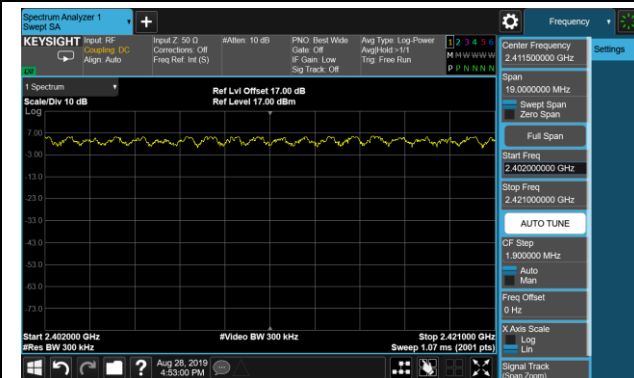 Spectrum Analyzer 1
Swept SA
Frequency
KEYSIGHT
Input: RF
Coupling: DC
Align: Auto
Input Z: 50 Ω
Corrections: Off
Freq Ref: Int (S)
#Atten: 10 dB
PNO: Best Wide
Gate: Off
IF Gain: Low
Sig Track: Off
Avg Type: Log-Power
Avg|Hold:>1/1
Trig: Free Run
1 2 3 4 5 6
M M W W W W
P P N N N N
LXI
1 Spectrum
Scale/Div 10 dB
Ref Lvl Offset 17.00 dB
Ref Level 17.00 dBm
Log
7.00
-3.00
-13.0
-23.0
-33.0
-43.0
-53.0
-63.0
-73.0
Start 2.402000 GHz
#Res BW 300 kHz
#Video BW 300 kHz
Stop 2.421000 GHz
Sweep 1.07 ms (2001 pts)
?
Aug 28, 2019
4:53:00 PM
Center Frequency
2.411500000 GHz
Settings
Span
19.0000000 MHz
Swept Span
Zero Span
Full Span
Start Freq
2.402000000 GHz
Stop Freq
2.421000000 GHz
AUTO TUNE
CF Step
1.900000 MHz
Auto
Man
Freq Offset
0 Hz
X Axis Scale
Log
Lin
Signal Track
(Span Zoom)